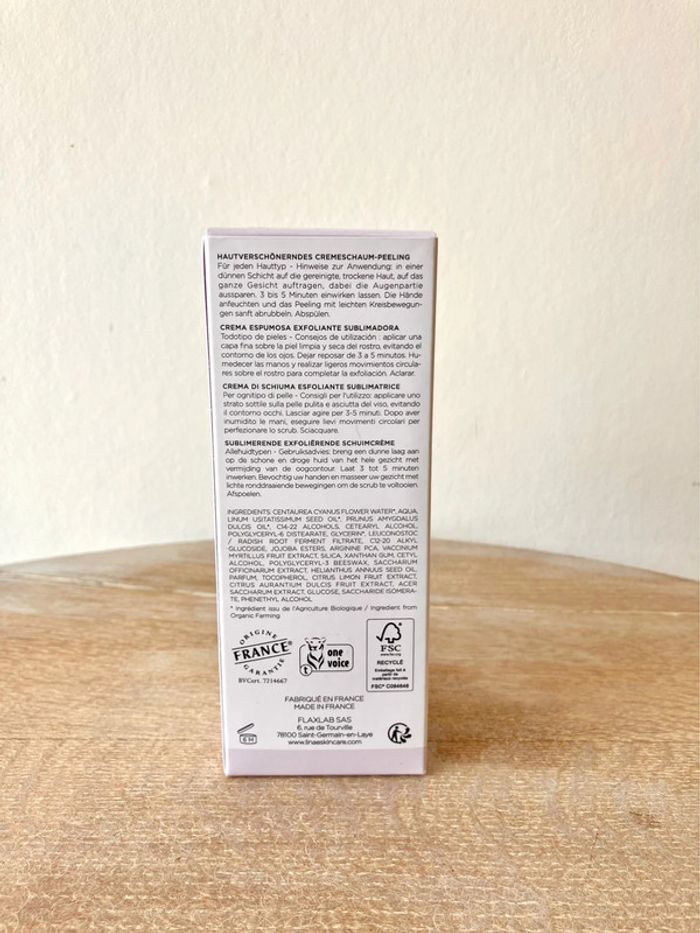 HAUTVERSCHÖNERNDES CREMESCHAUM-PEELING
Für jeden Hauttyp - Hinweise zur Anwendung: in einer
dünnen Schicht auf die gereinigte, trockene Haut, auf das
ganze Gesicht auftragen, dabei die Augenpartie
aussparen. 3 bis 5 Minuten einwirken lassen. Die Hände
anfeuchten und das Peeling mit leichten Kreisbewegun-
gen sanft abrubbeln. Abspülen.
CREMA ESPUMOSA EXFOLIANTE SUBLIMADORA
Todotipo de pieles - Consejos de utilización : aplicar una
capa fina sobre la piel limpia y seca del rostro, evitando el
contorno de los ojos. Dejar reposar de 3 a 5 minutos. Hu-
medecer las manos y realizar ligeros movimientos circula-
res sobre el rostro para completar la exfoliación. Aclarar.
CREMA DI SCHIUMA ESFOLIANTE SUBLIMATRICE
Per ognitipo di pelle - Consigli per l'utilizzo: applicare uno
strato sottile sulla pelle pulita e asciutta del viso, evitando
il contorno occhi. Lasciar agire per 3-5 minuti. Dopo aver
inumidito le mani, eseguire lievi movimenti circolari per
perfezionare lo scrub. Sciacquare.
SUBLIMERENDE EXFOLIËRENDE SCHUIMCRÈME
Allehuidtypen - Gebruiksadvies: breng een dunne laag aan
op de schone en droge huid van het hele gezicht met
vermijding van de oogcontour. Laat 3 tot 5 minuten
inwerken. Bevochtig uw handen en masseer uw gezicht met
lichte ronddraaiende bewegingen om de scrub te voltooien.
Afspoelen.
INGREDIENTS: CENTAUREA CYANUS FLOWER WATER*, AQUA,
LINUM USITATISSIMUM SEED OIL*, PRUNUS AMYGDALUS
DULCIS OIL*, C14-22 ALCOHOLS, CETEARYL ALCOHOL,
POLYGLYCERYL-6 DISTEARATE, GLYCERIN*, LEUCONOSTOC
/ RADISH ROOT FERMENT FILTRATE, C12-20 ALKYL
GLUCOSIDE, JOJOBA ESTERS, ARGININE PCA, VACCINIUM
MYRTILLUS FRUIT EXTRACT, SILICA, XANTHAN GUM, CETYL
ALCOHOL, POLYGLYCERYL-3 BEESWAX, SACCHARUM
OFFICINARUM EXTRACT, HELIANTHUS ANNUUS SEED OIL,
PARFUM, TOCOPHEROL, CITRUS LIMON FRUIT EXTRACT,
CITRUS AURANTIUM DULCIS FRUIT EXTRACT, ACER
SACCHARUM EXTRACT, GLUCOSE, SACCHARIDE ISOMERA-
TE, PHENETHYL ALCOHOL
* Ingrédient issu de l'Agriculture Biologique / Ingredient from
Organic Farming.
ORIGINE
FRANCE®
GARANTIE
BVCert. 7214667
one
voice
FSC
www.fsc.org
RECYCLÉ
Emballage fait à
partir de
matériaux recyclés
FSC® C084646
FABRIQUÉ EN FRANCE
MADE IN FRANCE
FLAXLAB SAS
6, rue de Tourville
78100 Saint-Germain-en-Laye
www.linaeskincare.com
6 M